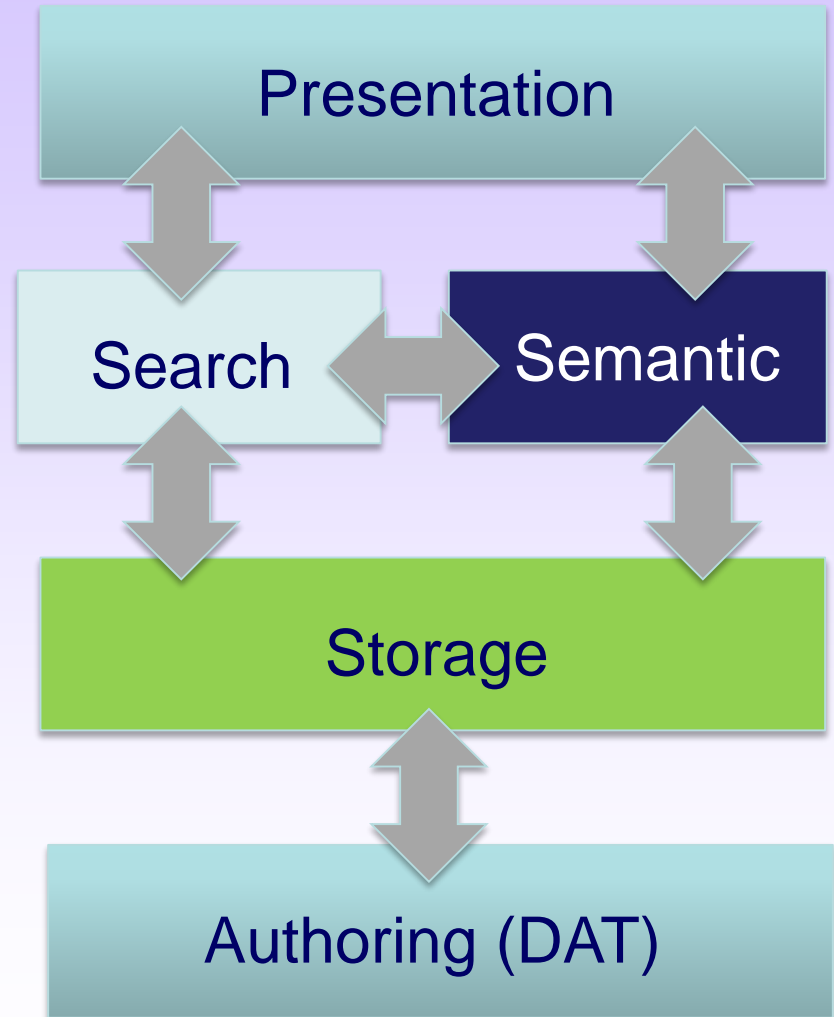 Presentation
Search
Semantic
Storage
Authoring (DAT)